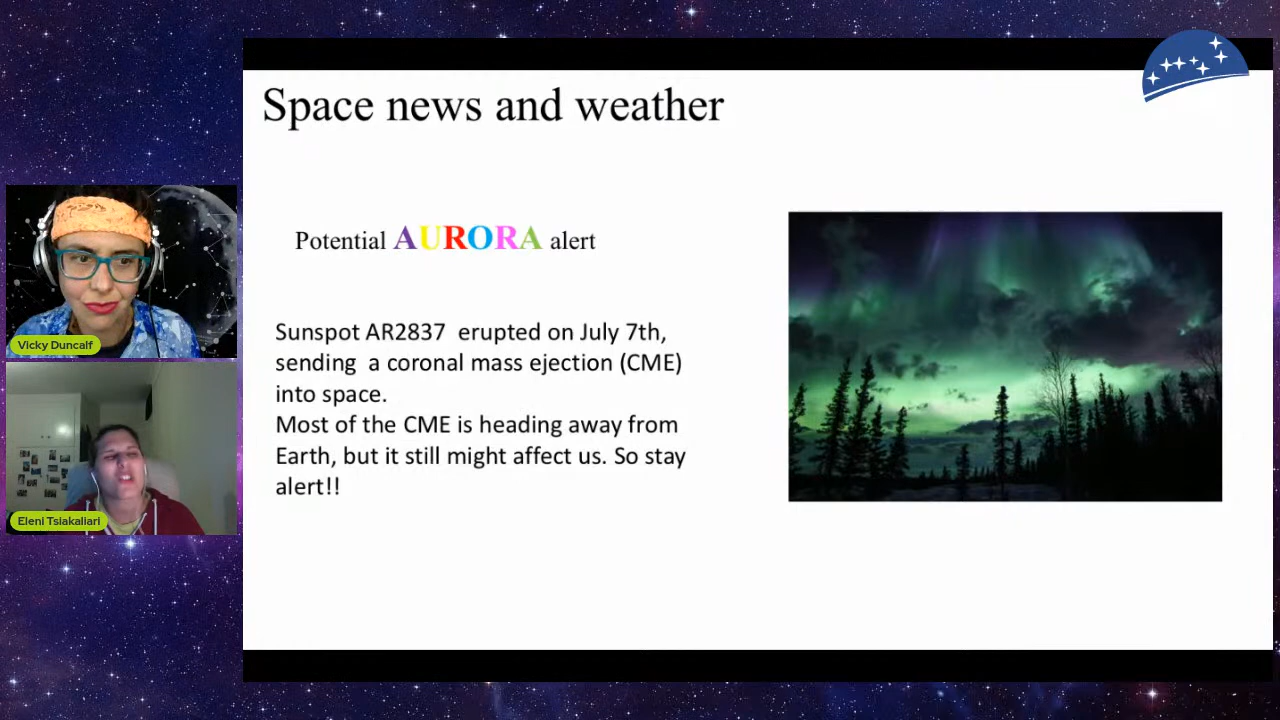 Space news and weather
Potential AURORA alert
Sunspot AR2837 erupted on July 7th,
sending a coronal mass ejection (CME)
into space.
Most of the CME is heading away from
Earth, but it still might affect us. So stay
alert!!
Vicky Duncalf
Eleni Tsiakaliari